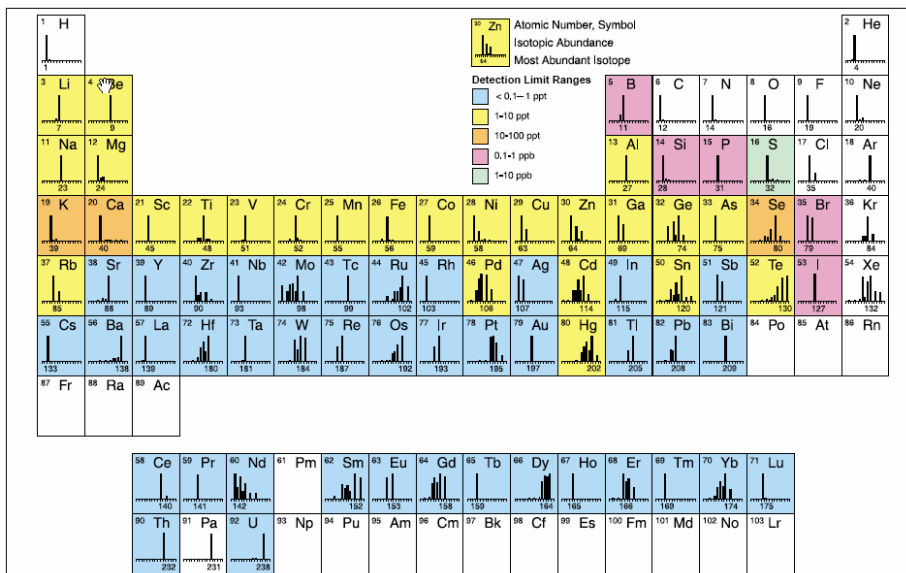 1 H
1
30 Zn
64
Atomic Number, Symbol
Isotopic Abundance
Most Abundant Isotope
2 He
4
Detection Limit Ranges
< 0.1–1 ppt
1–10 ppt
10-100 ppt
0.1-1 ppb
1-10 ppb
3 Li 4 Be 5 B 6 C 7 N 8 O 9 F 10 Ne
7 9 11 12 14 16 19 20
11 Na 12 Mg 13 Al 14 Si 15 P 16 S 17 Cl 18 Ar
23 24 27 28 31 32 35 40
19 K 20 Ca 21 Sc 22 Ti 23 V 24 Cr 25 Mn 26 Fe 27 Co 28 Ni 29 Cu 30 Zn 31 Ga 32 Ge 33 As 34 Se 35 Br 36 Kr
39 40 45 48 51 52 55 56 59 58 63 64 69 74 75 80 79 84
37 Rb 38 Sr 39 Y 40 Zr 41 Nb 42 Mo 43 Tc 44 Ru 45 Rh 46 Pd 47 Ag 48 Cd 49 In 50 Sn 51 Sb 52 Te 53 I 54 Xe
85 88 89 90 93 98 99 102 103 106 107 114 115 120 121 130 127 132
55 Cs 56 Ba 57 La 72 Hf 73 Ta 74 W 75 Re 76 Os 77 Ir 78 Pt 79 Au 80 Hg 81 Tl 82 Pb 83 Bi 84 Po 85 At 86 Rn
133 138 139 180 181 184 187 192 193 195 197 202 205 208 209
87 Fr 88 Ra 89 Ac
58 Ce 59 Pr 60 Nd 61 Pm 62 Sm 63 Eu 64 Gd 65 Tb 66 Dy 67 Ho 68 Er 69 Tm 70 Yb 71 Lu
140 141 142 152 153 158 159 164 165 166 169 174 175
90 Th 91 Pa 92 U 93 Np 94 Pu 95 Am 96 Cm 97 Bk 98 Cf 99 Es 100 Fm 101 Md 102 No 103 Lr
232 231 238